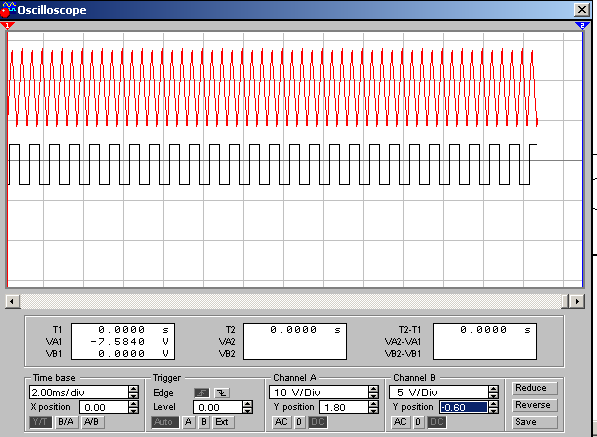 Oscilloscope
1 2
T1 0.0000 s T2 0.0000 s T2-T1 0.0000 s
VA1 -7.5840 V VA2 VA2-VA1
VB1 0.0000 V VB2 VB2-VB1
Time base Trigger Channel A Channel B Reduce
2.00ms/div Edge 10 V/Div 5 V/Div
X position 0.00 Level 0.00 Y position 1.80 Y position -0.60 Reverse
Y/T B/A A/B Auto A B Ext AC 0 DC AC 0 DC Save